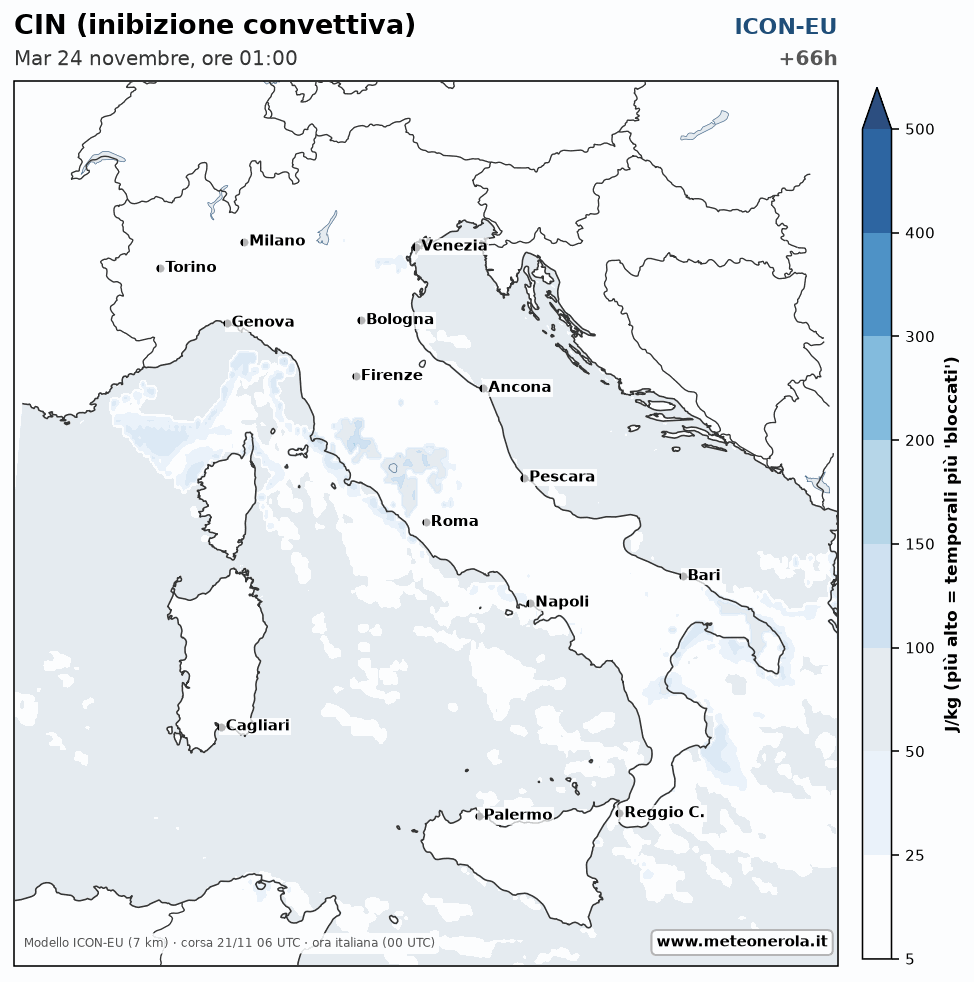 CIN (inibizione convettiva)
ICON-EU
Mar 24 novembre, ore 01:00
+66h
Milano
Venezia
Torino
Genova
Bologna
Firenze
Ancona
Pescara
Roma
Bari
Napoli
Cagliari
Palermo
Reggio C.
Modello ICON-EU (7 km) · corsa 21/11 06 UTC · ora italiana (00 UTC)
www.meteonerola.it
500
400
300
200
150
100
50
25
5
J/kg (più alto = temporali più 'bloccati')